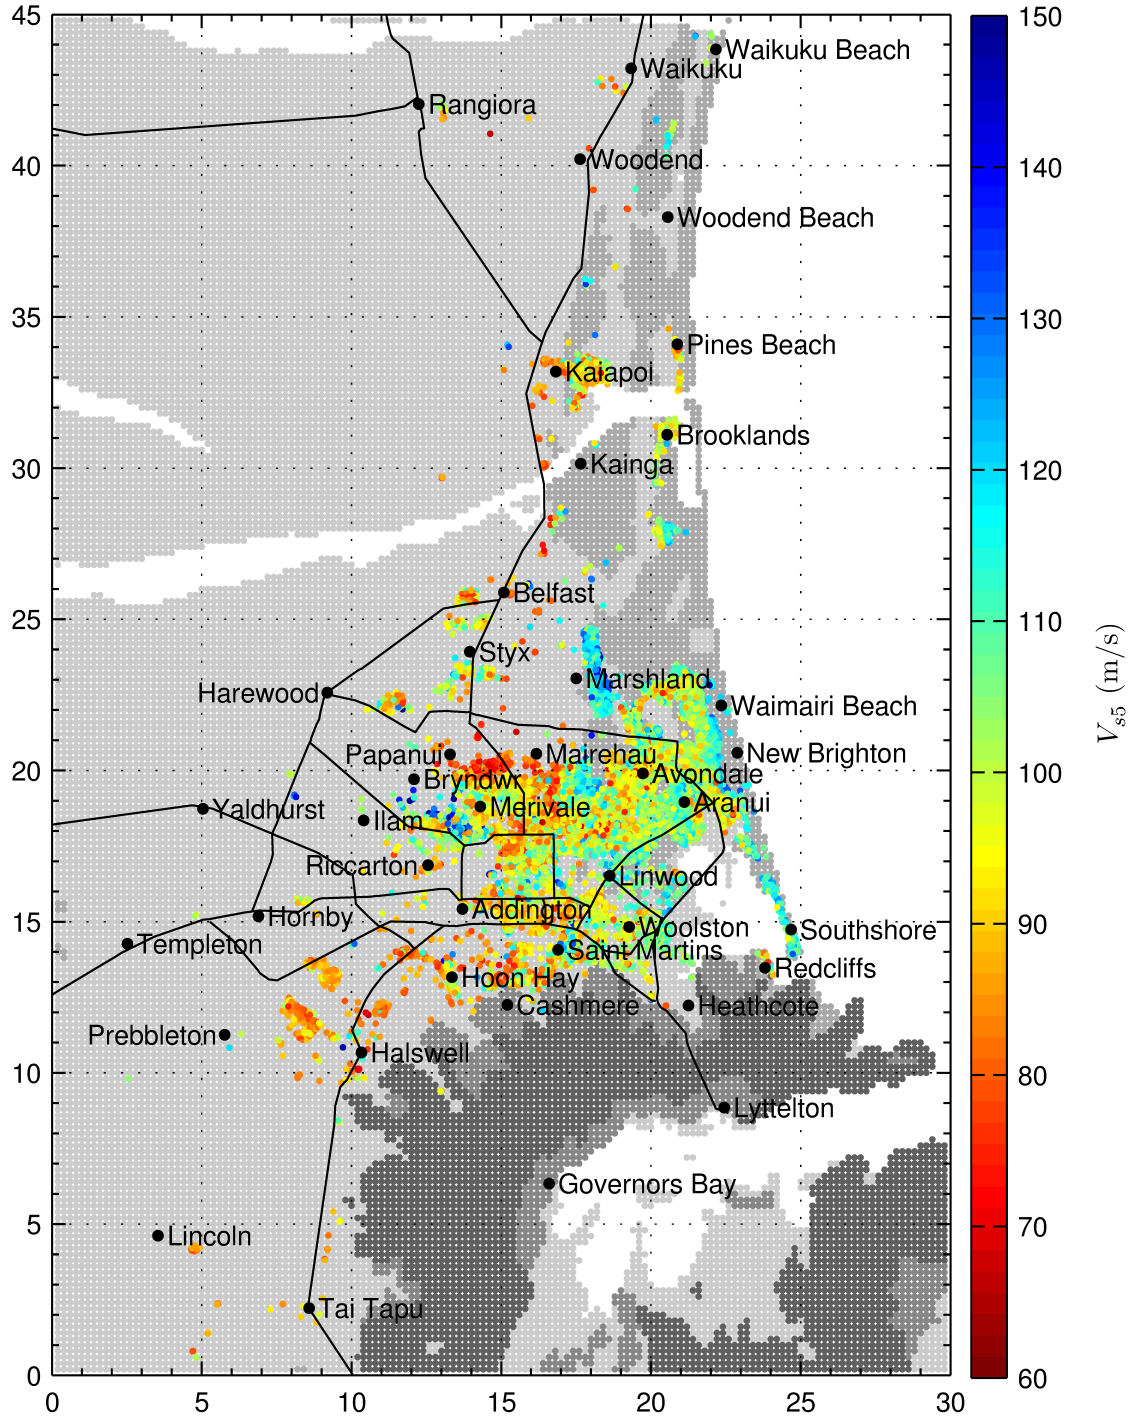 45
150
Waikuku Beach
Waikuku
Rangiora
140
40
Woodend
Woodend Beach
35
130
Pines Beach
Kaiapoi
Brooklands
30
Kainga
120
Belfast
25
110
Styx
Marshland
Harewood
Waimairi Beach
V_{s5} (m/s)
Papanui
Mairehau
New Brighton
20
Bryndwr
Avondale
100
Yaldhurst
Merivale
Aranui
Ilam
Riccarton
Linwood
15
Hornby
Addington
90
Templeton
Woolston
Southshore
Saint Martins
Hoon Hay
Redcliffs
Cashmere
Heathcote
Prebbleton
Halswell
10
80
Lyttelton
Governors Bay
5
Lincoln
70
Tai Tapu
0
60
0 5 10 15 20 25 30